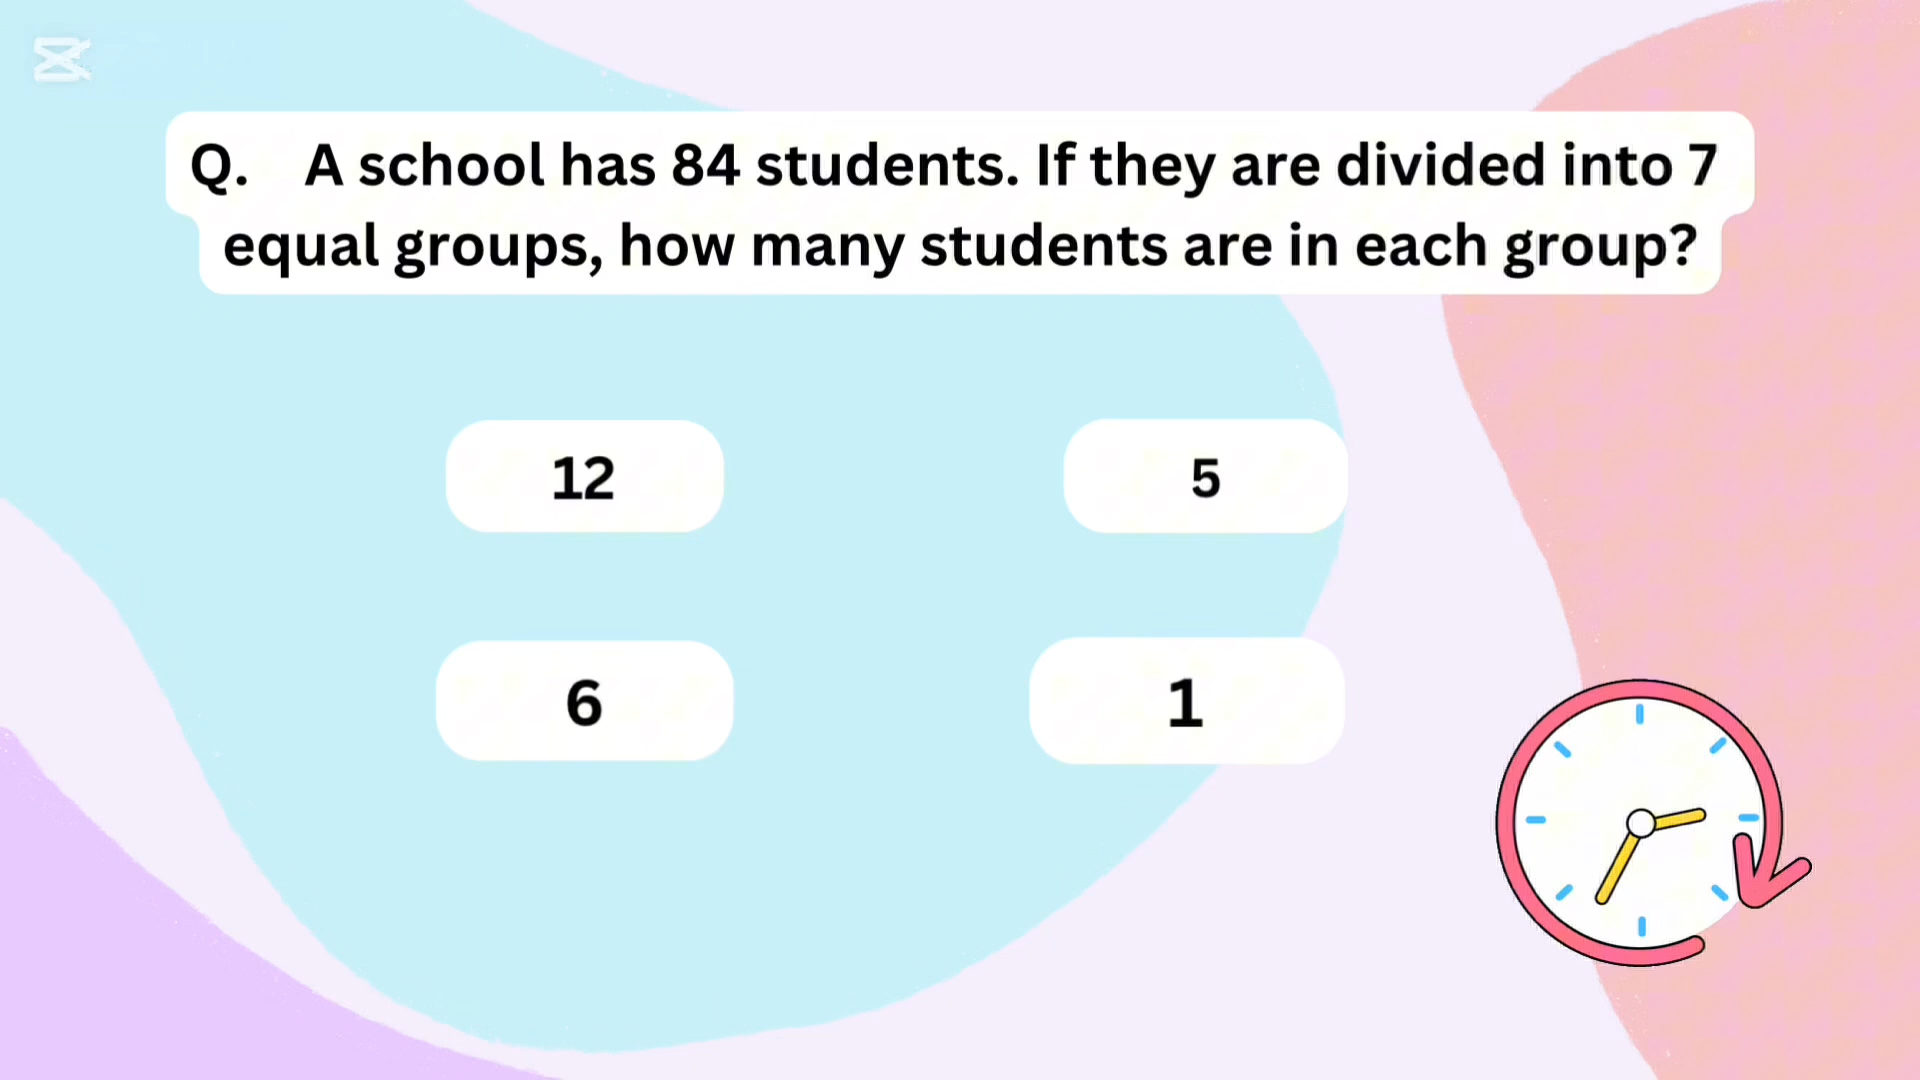 Q. A school has 84 students. If they are divided into 7
equal groups, how many students are in each group?
12
5
6
1